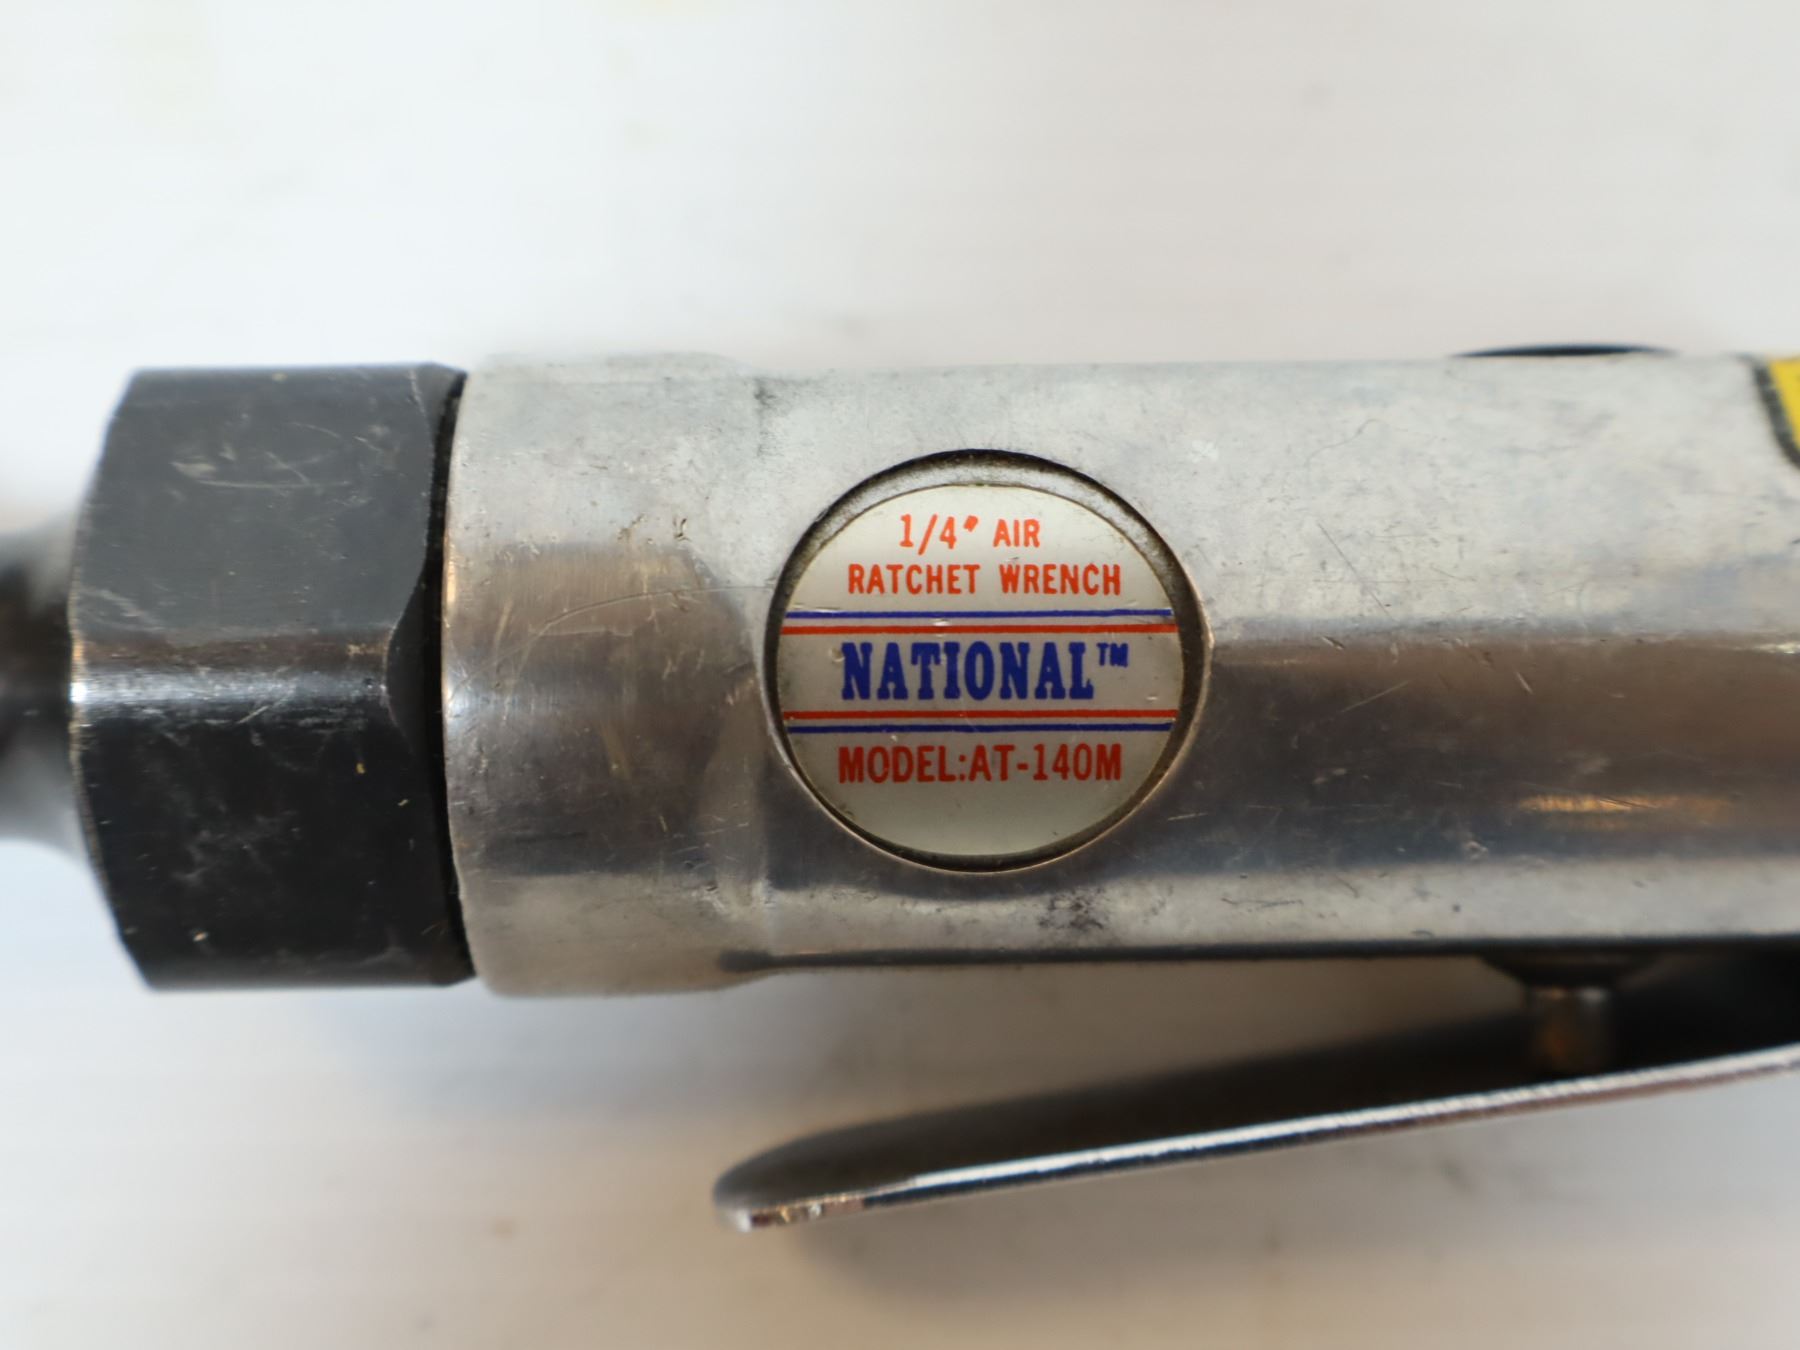 1/4" AIR
RATCHET WRENCH
NATIONAL™
MODEL:AT-140M